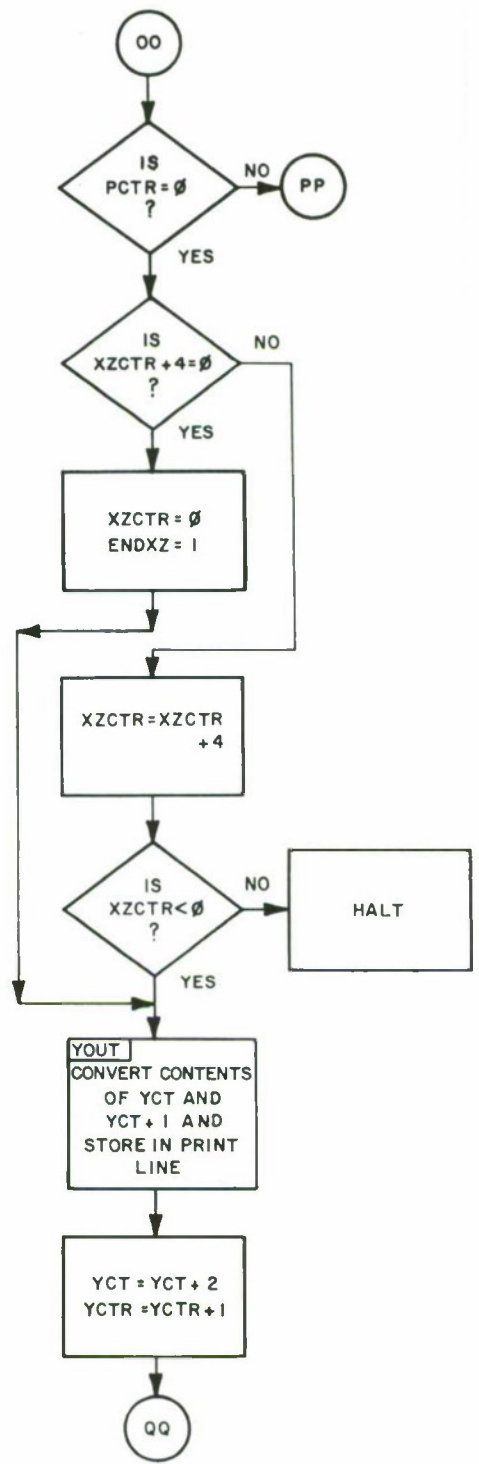 OO
IS
PCTR=Ø
?
NO
PP
YES
IS
XZCTR+4=Ø
?
NO
YES
XZCTR=Ø
ENDXZ=1
XZCTR=XZCTR
+4
IS
XZCTR<Ø
?
NO
HALT
YES
YOUT
CONVERT CONTENTS
OF YCT AND
YCT+1 AND
STORE IN PRINT
LINE
YCT=YCT+2
YCTR=YCTR+1
QQ